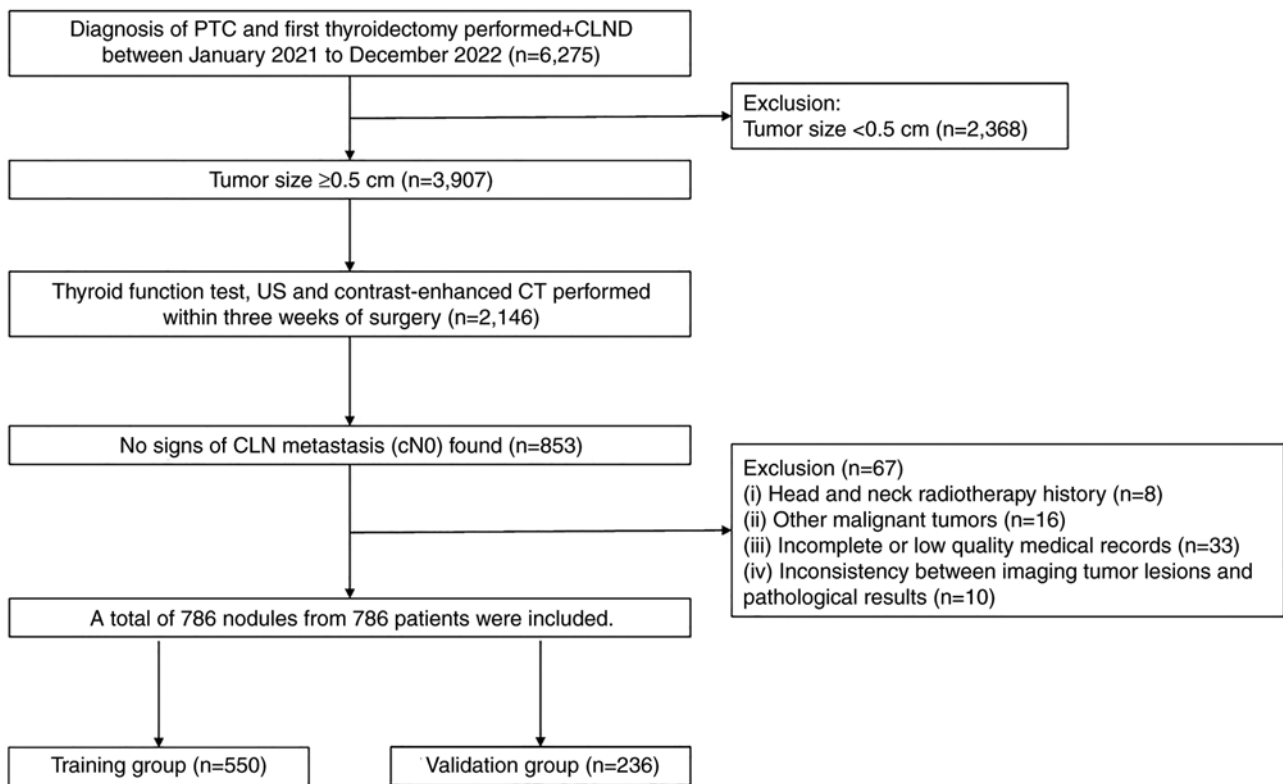 Diagnosis of PTC and first thyroidectomy performed+CLND
between January 2021 to December 2022 (n=6,275)
Exclusion:
Tumor size <0.5 cm (n=2,368)
Tumor size ≥0.5 cm (n=3,907)
Thyroid function test, US and contrast-enhanced CT performed
within three weeks of surgery (n=2,146)
No signs of CLN metastasis (cN0) found (n=853)
Exclusion (n=67)
(i) Head and neck radiotherapy history (n=8)
(ii) Other malignant tumors (n=16)
(iii) Incomplete or low quality medical records (n=33)
(iv) Inconsistency between imaging tumor lesions and
pathological results (n=10)
A total of 786 nodules from 786 patients were included.
Training group (n=550)
Validation group (n=236)